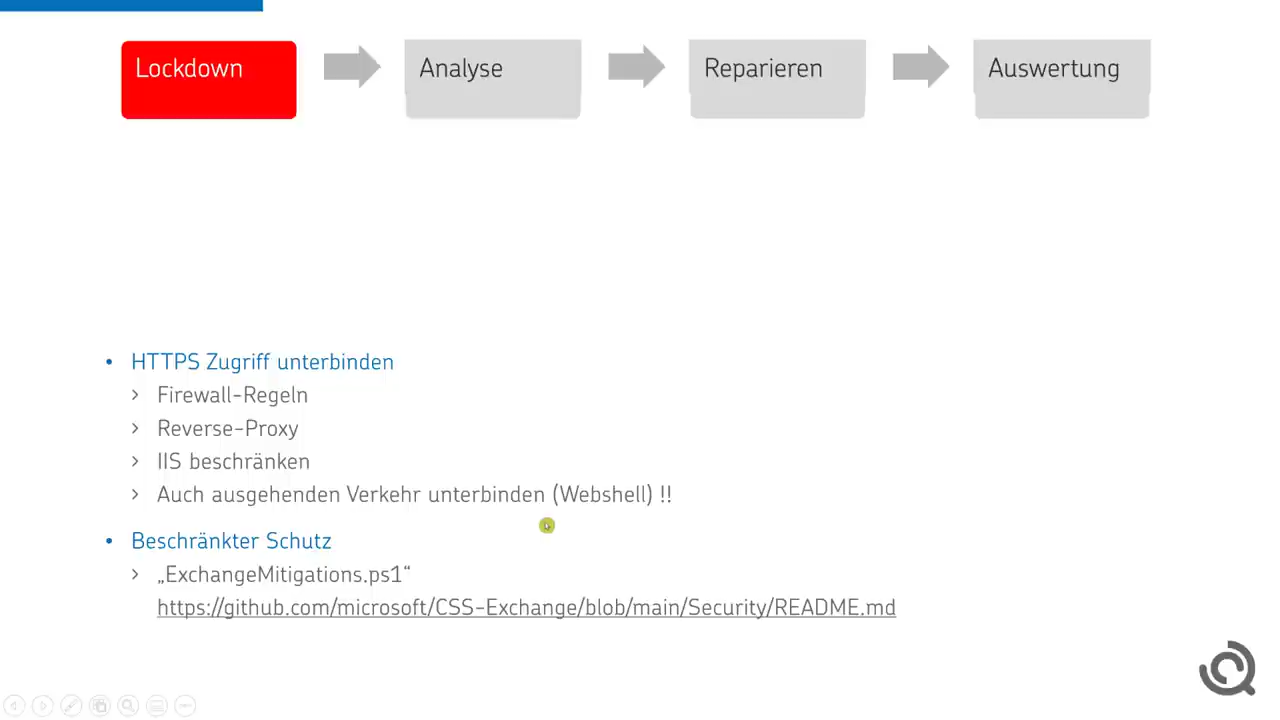 Lockdown
Analyse
Reparieren
Auswertung
• HTTPS Zugriff unterbinden
› Firewall-Regeln
› Reverse-Proxy
› IIS beschränken
› Auch ausgehenden Verkehr unterbinden (Webshell) !!
• Beschränkter Schutz
› „ExchangeMitigations.ps1“
https://github.com/microsoft/CSS-Exchange/blob/main/Security/README.md